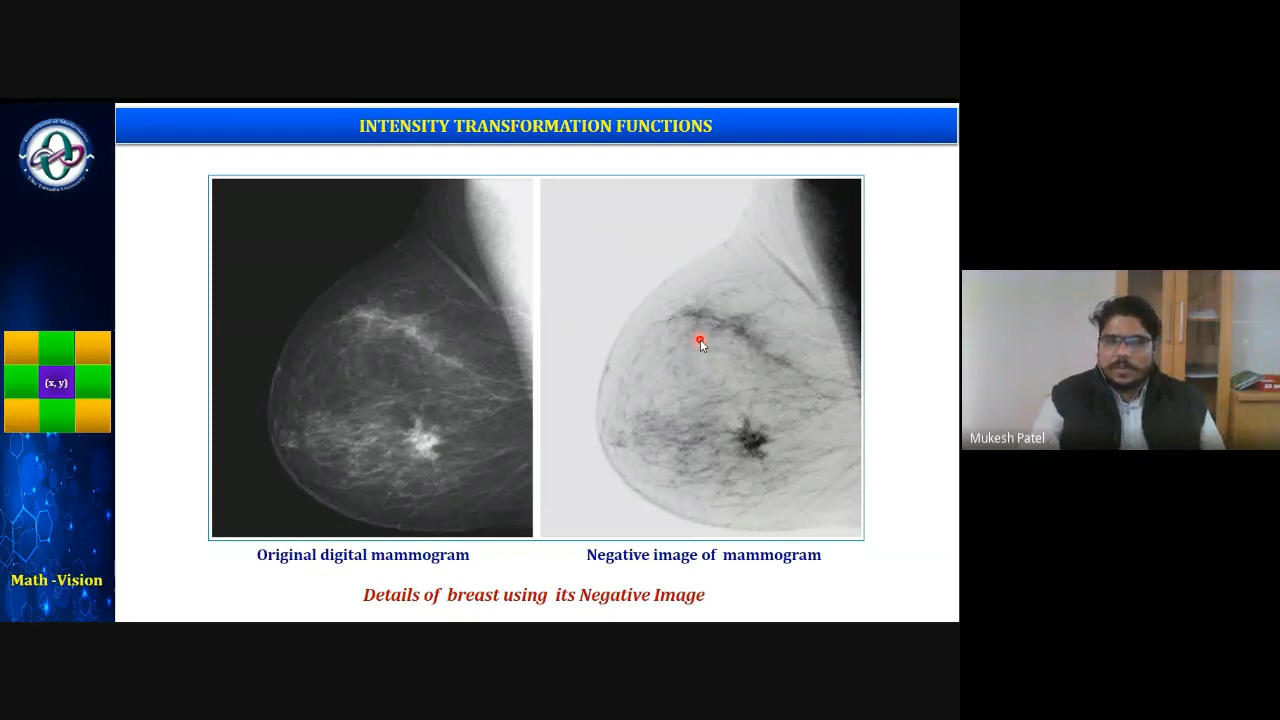 INTENSITY TRANSFORMATION FUNCTIONS
(x, y)
Math -Vision
Original digital mammogram
Negative image of mammogram
Details of breast using its Negative Image
Mukesh Patel